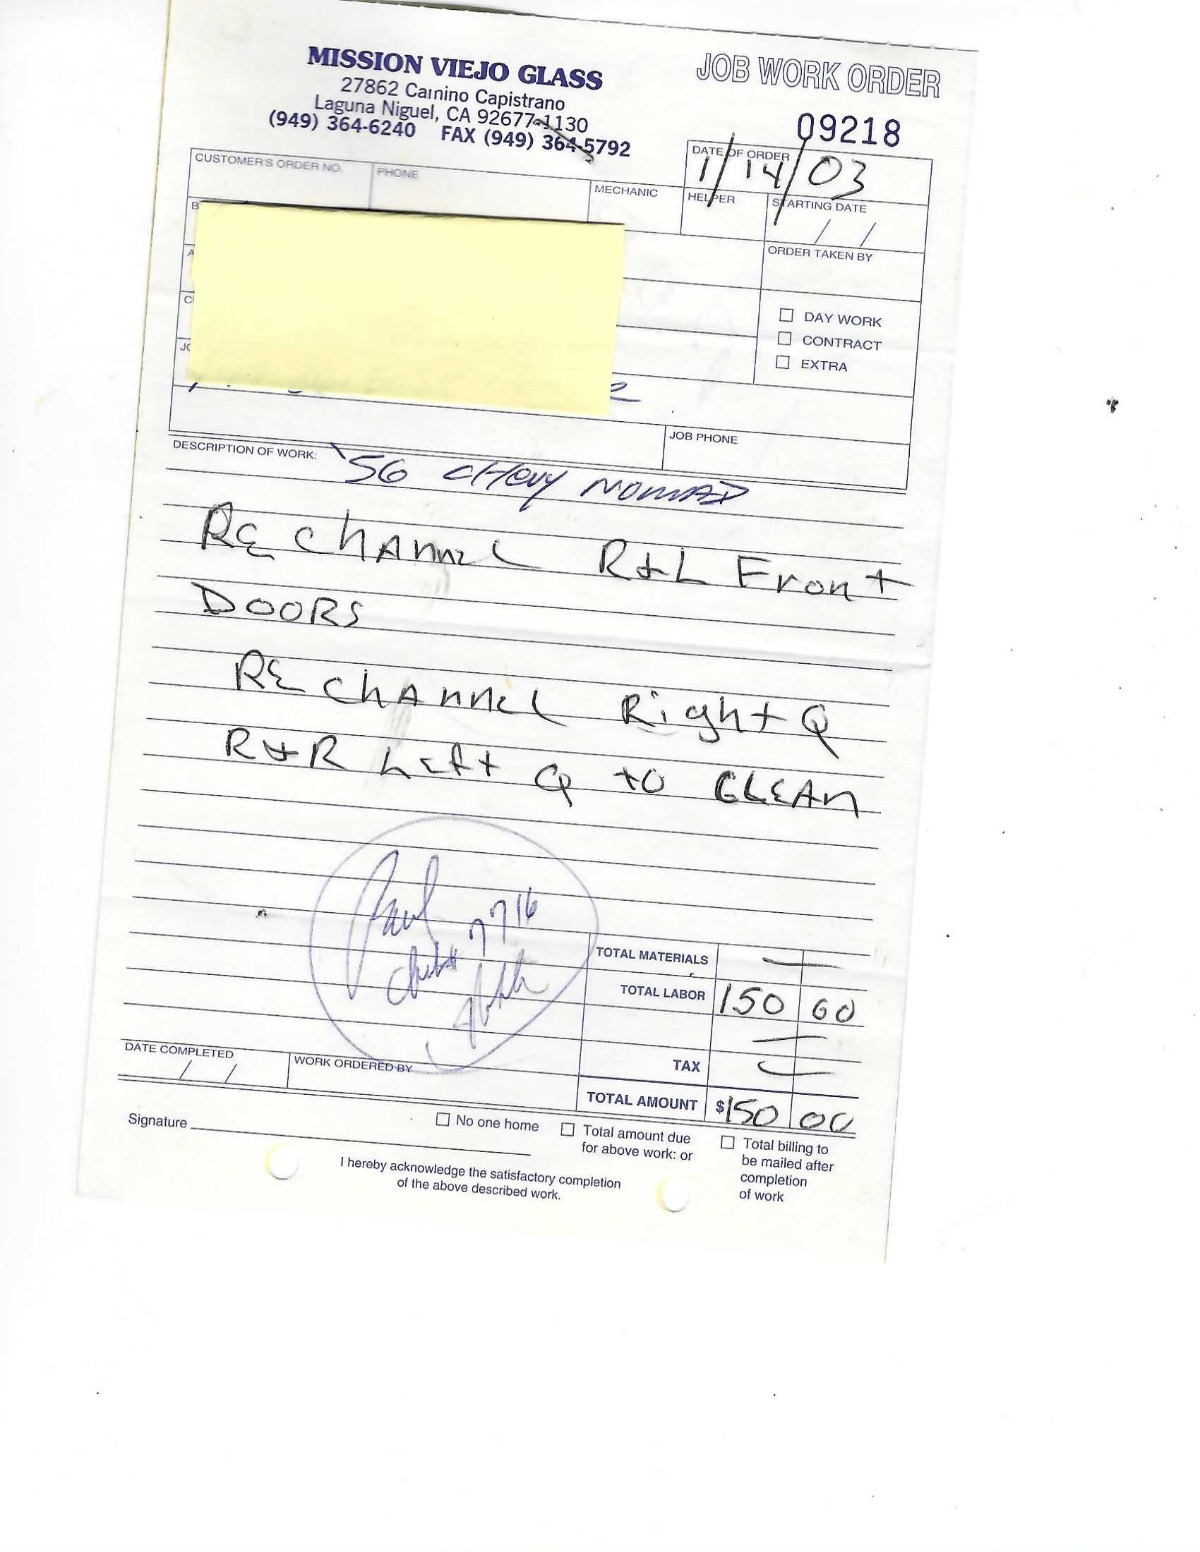 MISSION VIEJO GLASS
27862 Camino Capistrano
Laguna Niguel, CA 92677-1130
(949) 364-6240 FAX (949) 364-5792
JOB WORK ORDER
09218
CUSTOMER'S ORDER NO.
PHONE
MECHANIC
HELPER
DATE OF ORDER
1/14/03
STARTING DATE
/ /
ORDER TAKEN BY
DAY WORK
CONTRACT
EXTRA
JOB PHONE
DESCRIPTION OF WORK:
'56 CHEVY NOMAD
RE channEL R&L Front
DOORS
RE channEL Right Q
R&R Left Q to CLEAn
Paul
7716
TOTAL MATERIALS —
TOTAL LABOR 150 00
—
TAX —
TOTAL AMOUNT $150 00
DATE COMPLETED
/ /
WORK ORDERED BY
Signature
No one home
Total amount due
for above work: or
Total billing to
be mailed after
completion
of work
I hereby acknowledge the satisfactory completion
of the above described work.